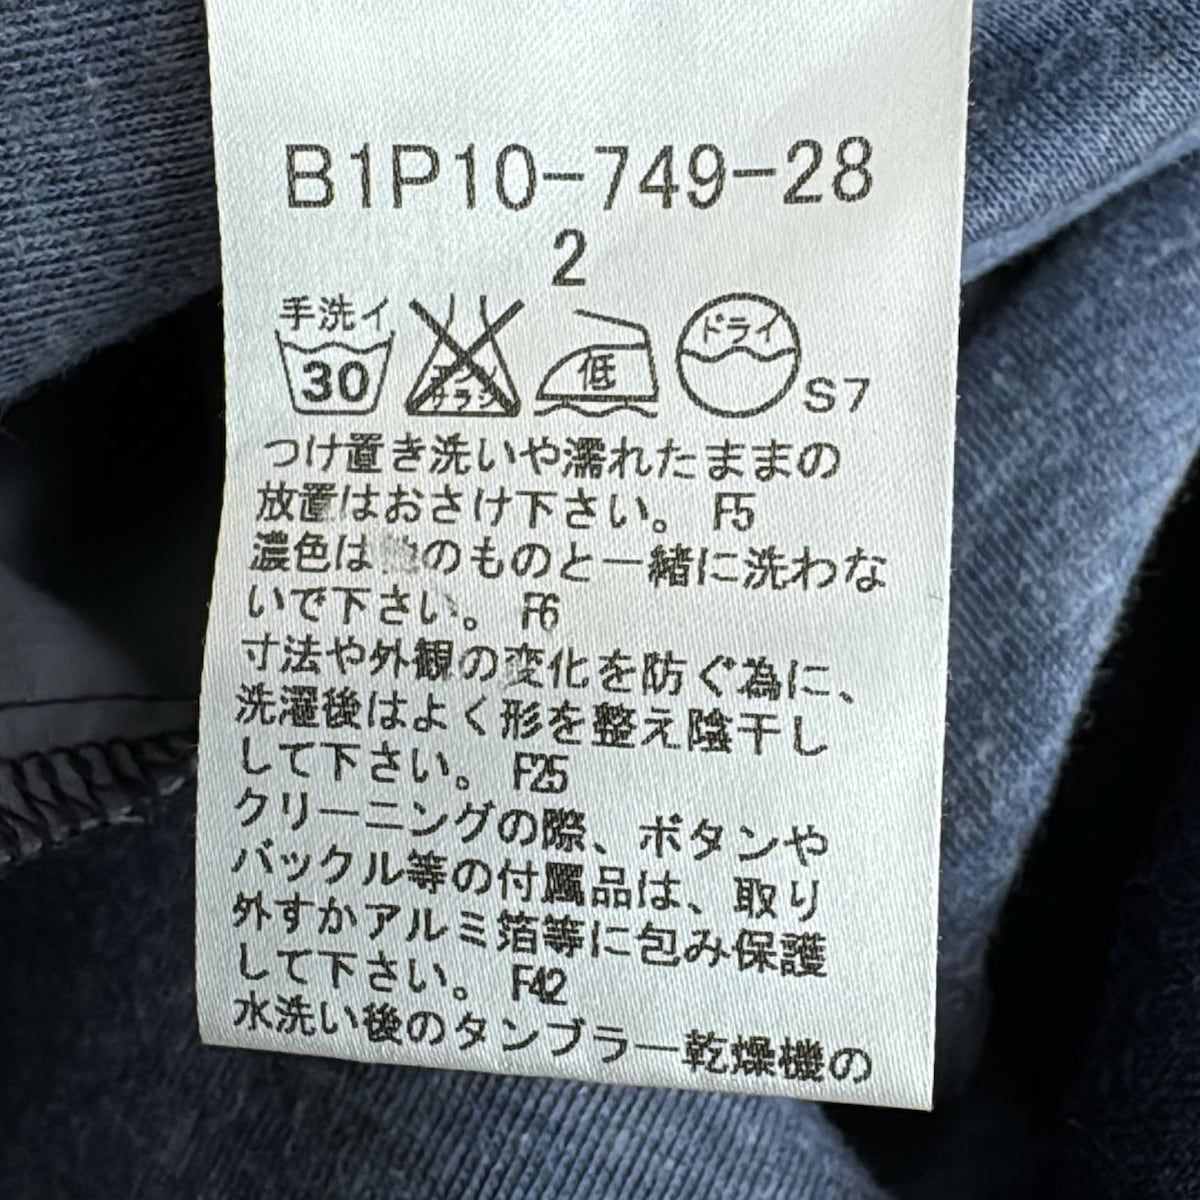 B1P10-749-28
2
手洗イ
30
エンソ
サラシ
低
ドライ
S7
つけ置き洗いや濡れたままの
放置はおさけ下さい。 F5
濃色は他のものと一緒に洗わな
いで下さい。 F6
寸法や外観の変化を防ぐ為に、
洗濯後はよく形を整え陰干し
して下さい。 F25
クリーニングの際、ボタンや
バックル等の付属品は、取り
外すかアルミ箔等に包み保護
して下さい。 F42
水洗い後のタンブラー乾燥機の